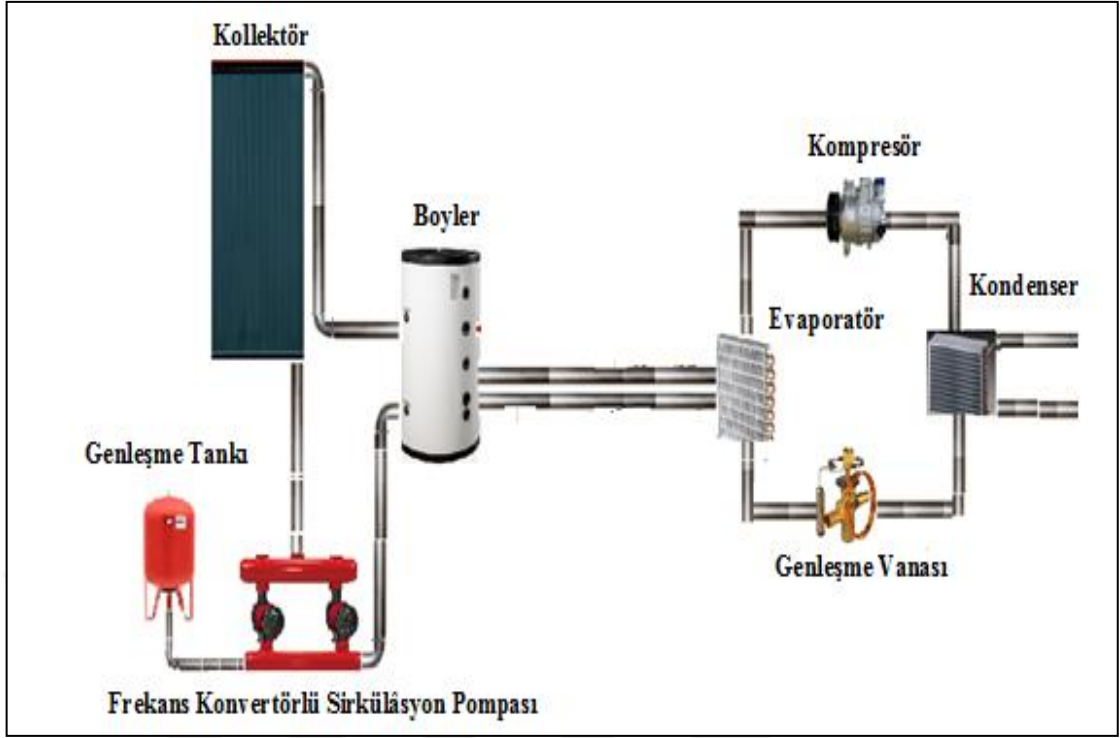 Kollektör
Kompresör
Boyler
Kondenser
Evaporatör
Genleşme Tankı
Genleşme Vanası
Frekans Konvertörlü Sirkülâsyon Pompası